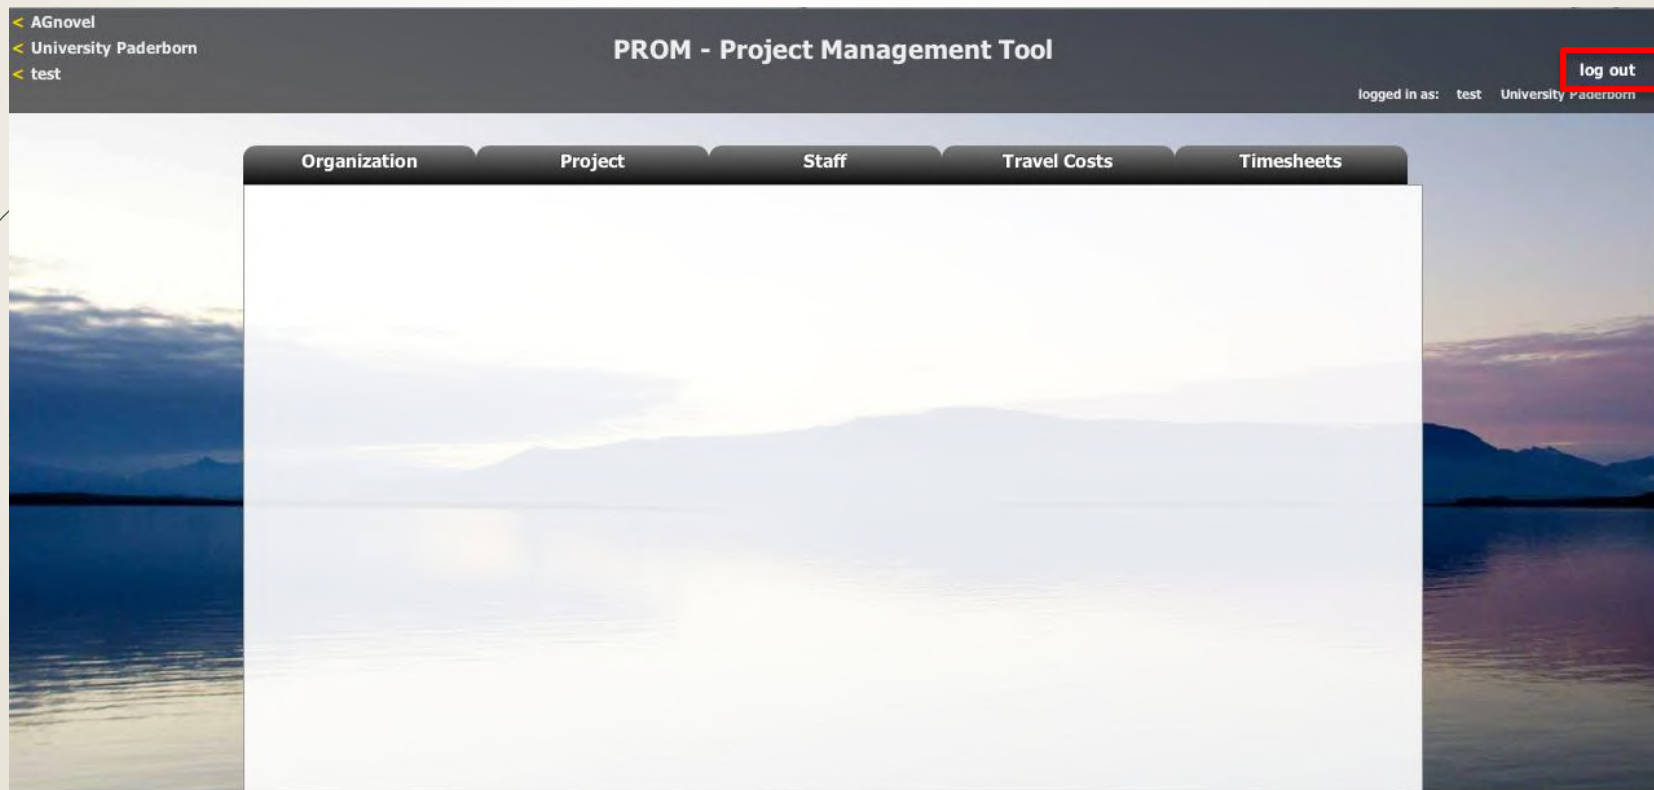 < AGnovel
< University Paderborn
< test
PROM - Project Management Tool
log out
logged in as: test University Paderborn
Organization Project Staff Travel Costs Timesheets